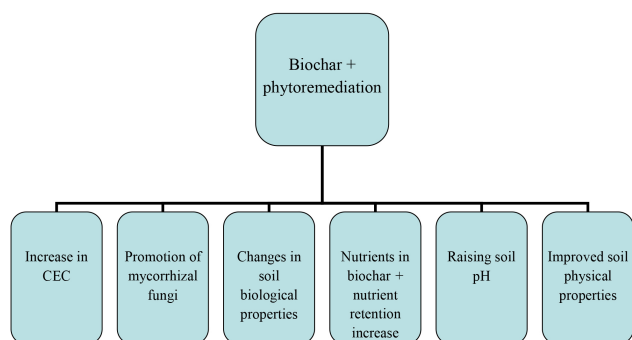 Biochar +
phytoremediation
Increase in
CEC
Promotion of
mycorrhizal
fungi
Changes in
soil
biological
properties
Nutrients in
biochar +
nutrient
retention
increase
Raising soil
pH
Improved soil
physical
properties